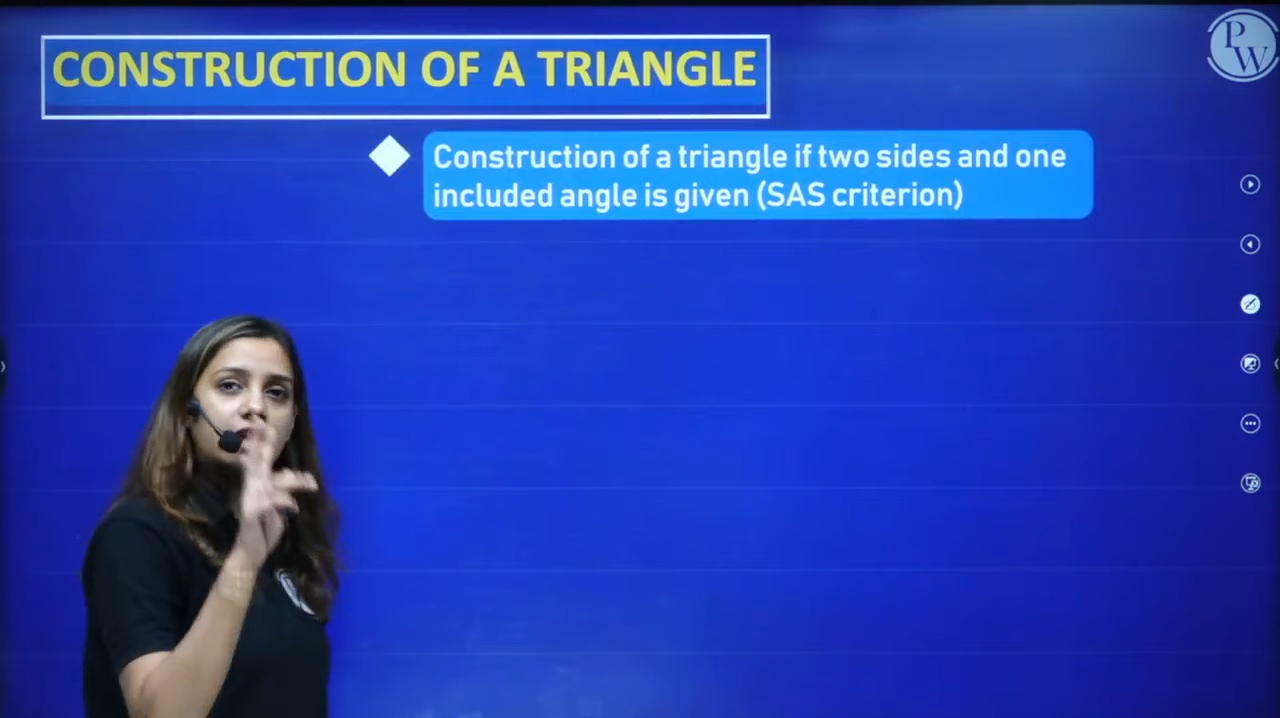 CONSTRUCTION OF A TRIANGLE
PW
Construction of a triangle if two sides and one
included angle is given (SAS criterion)